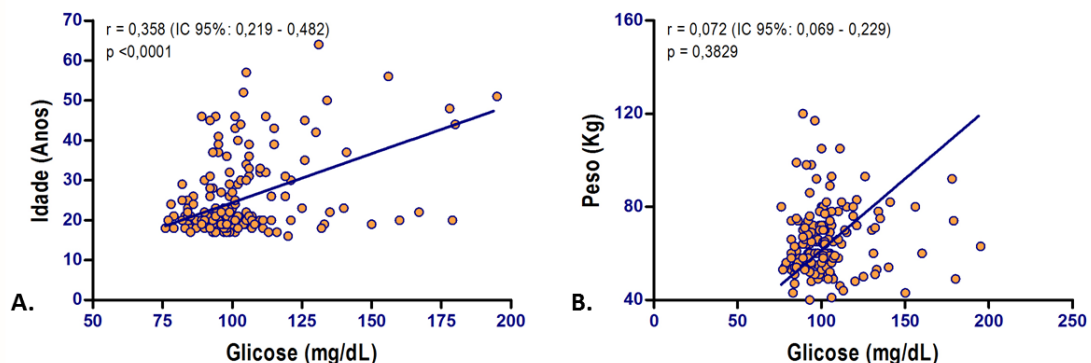 r = 0,358 (IC 95%: 0,219 - 0,482)
p <0,0001
70
60
50
40
30
20
10
0
Idade (Anos)
50
75
100
125
150
175
200
Glicose (mg/dL)
A.
r = 0,072 (IC 95%: 0,069 - 0,229)
p = 0,3829
160
120
80
40
Peso (Kg)
0
50
100
150
200
250
Glicose (mg/dL)
B.